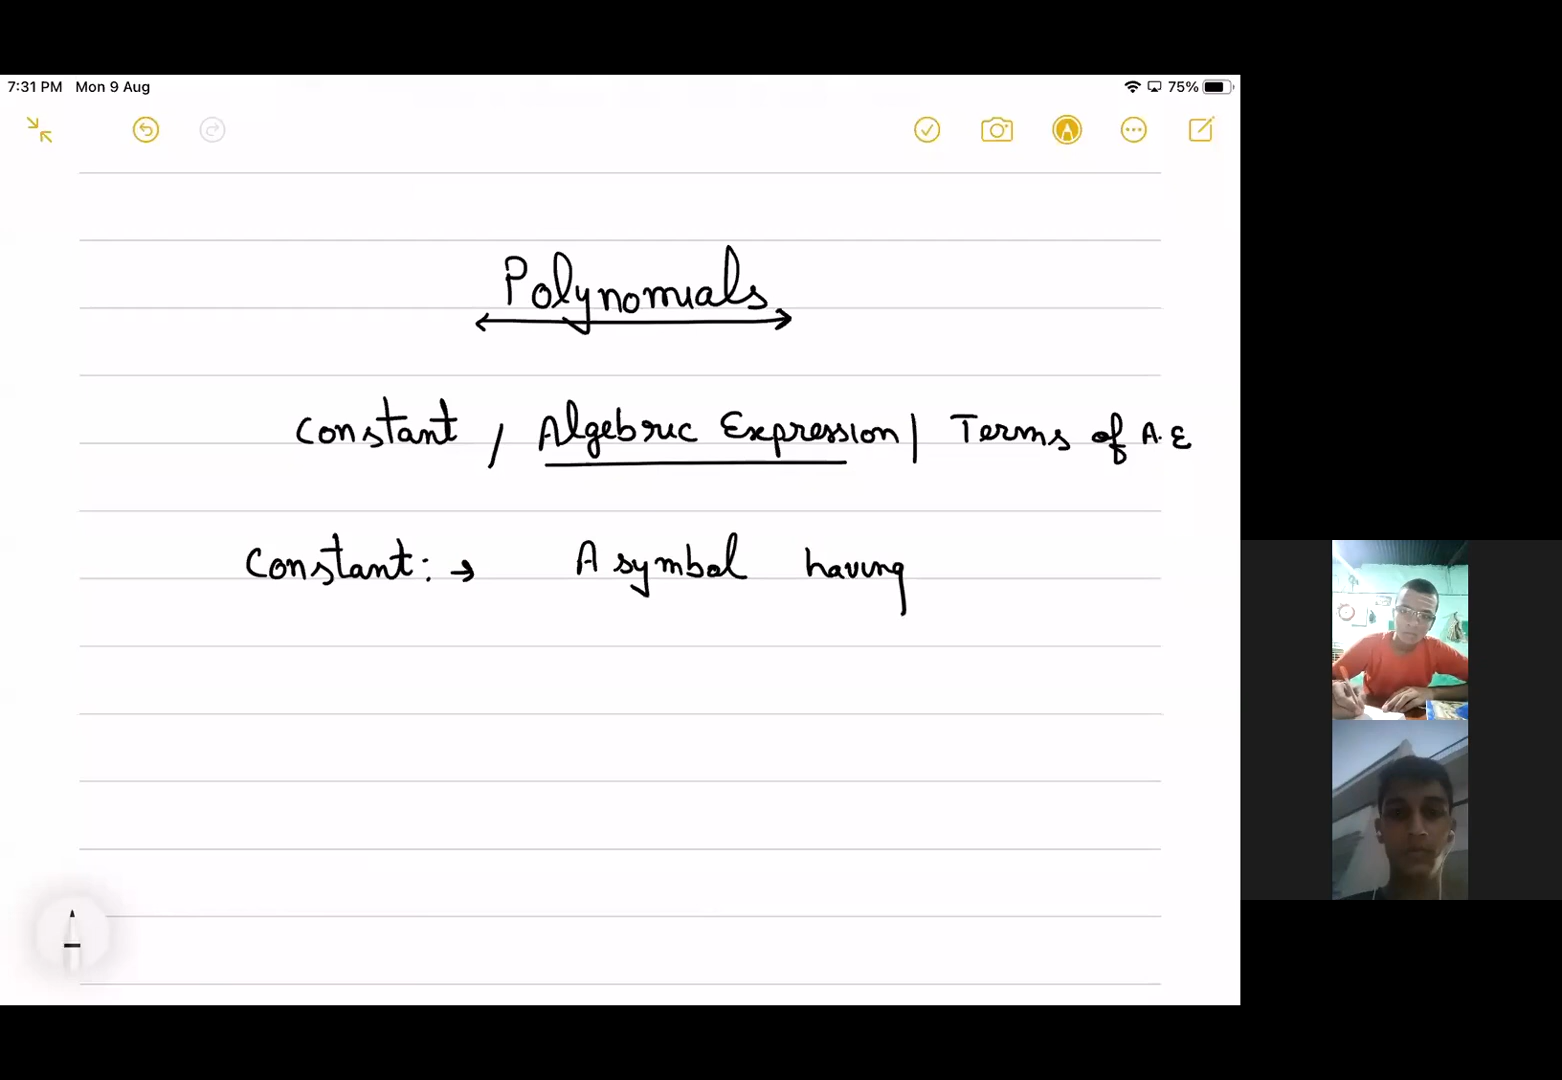 7:31 PM Mon 9 Aug 75%
Polynomials
Constant / Algebric Expression | Terms of A.E
Constant: → A symbol having